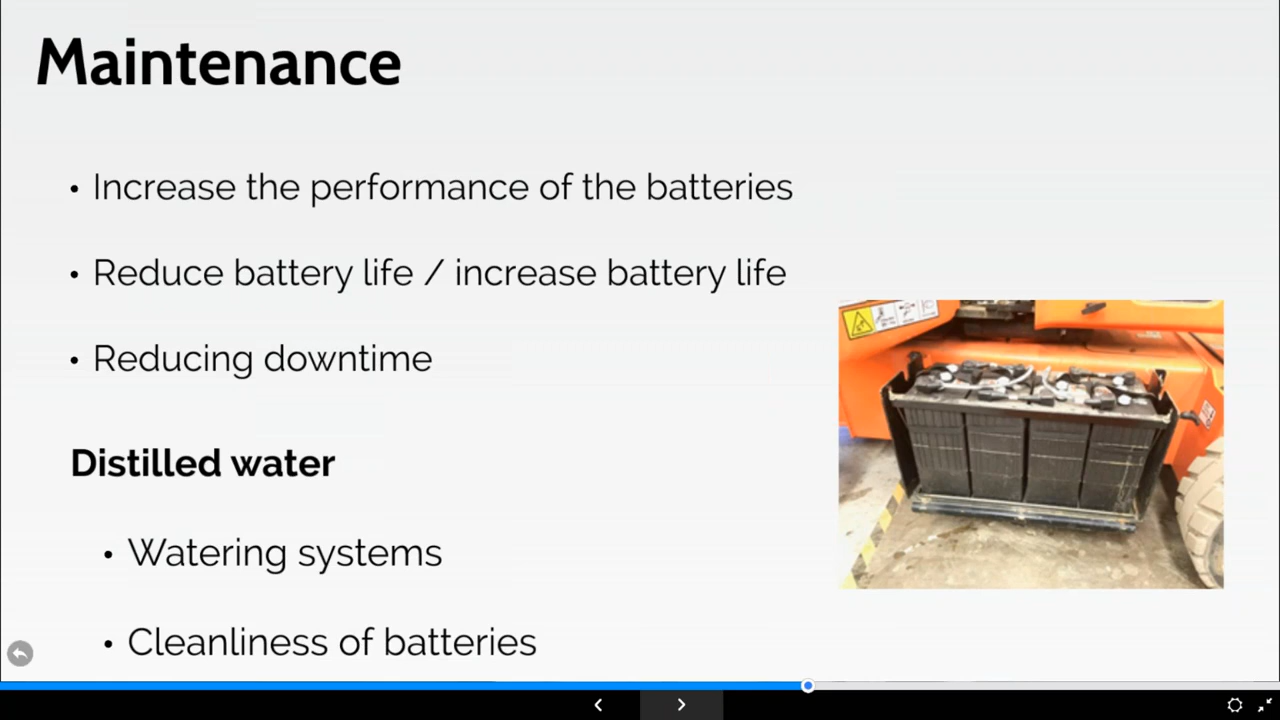 Maintenance
• Increase the performance of the batteries
• Reduce battery life / increase battery life
• Reducing downtime
Distilled water
• Watering systems
• Cleanliness of batteries